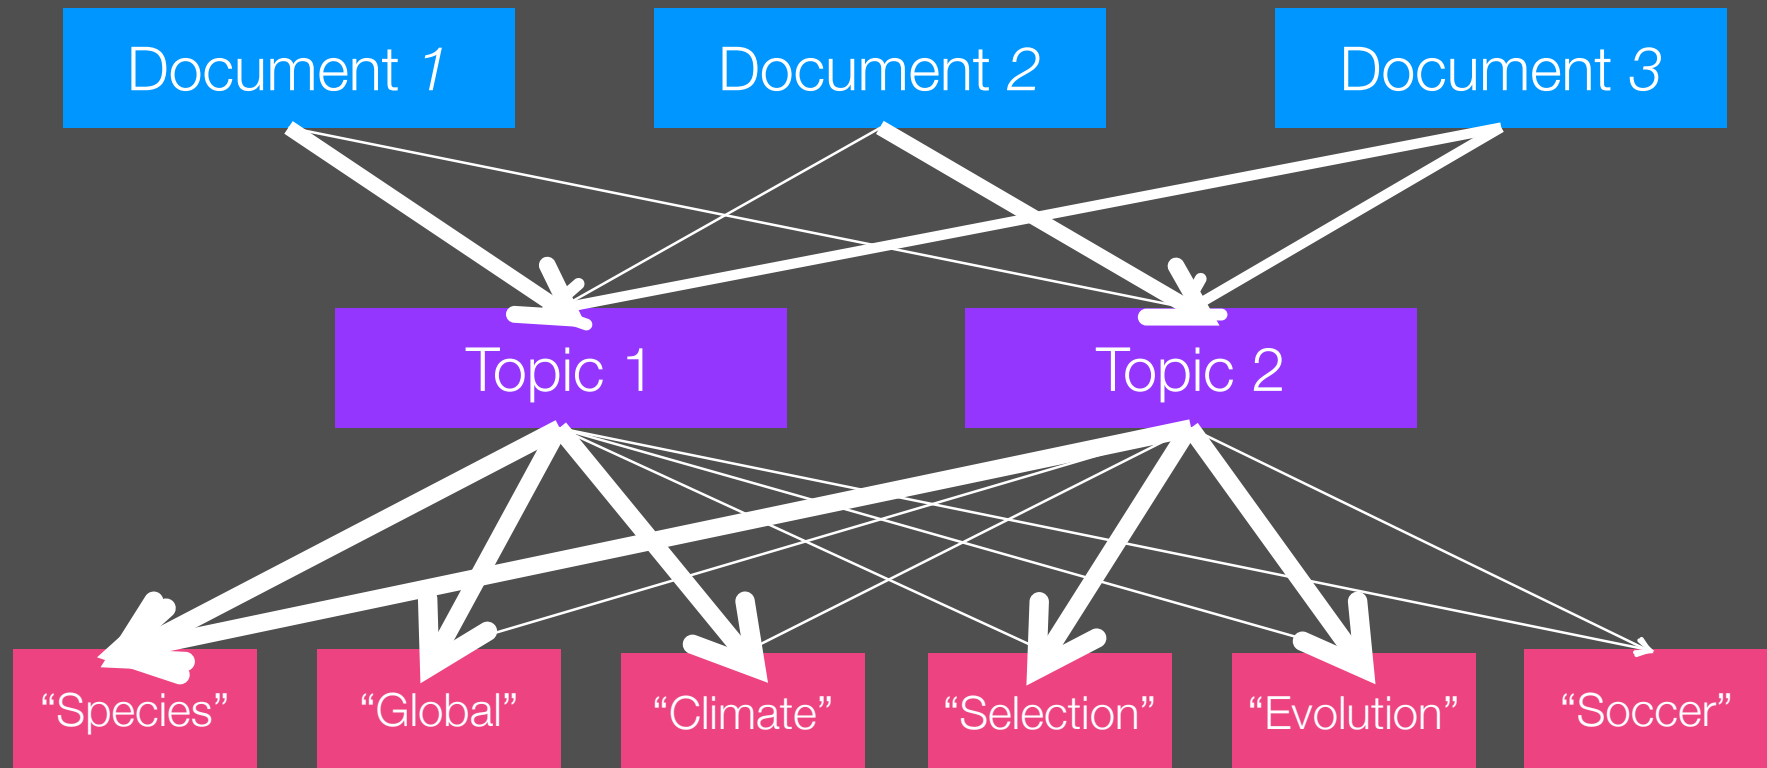 Document 1
Document 2
Document 3
Topic 1
Topic 2
“Species”
“Global”
“Climate”
“Selection”
“Evolution”
“Soccer”